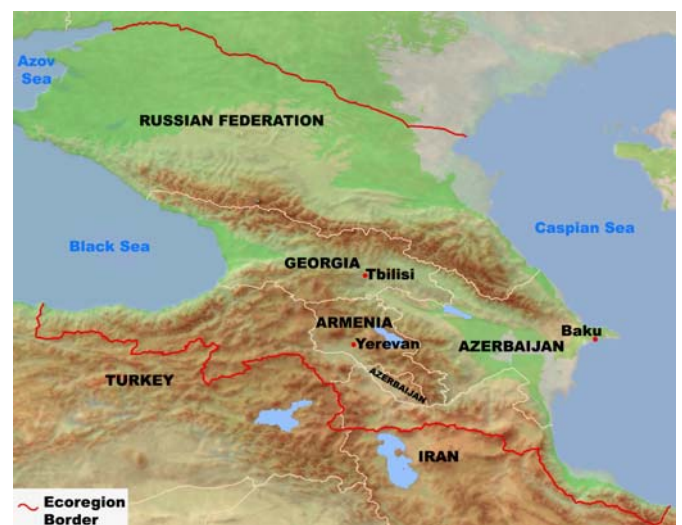 Azov
Sea
RUSSIAN FEDERATION
Black Sea
Caspian Sea
GEORGIA
Tbilisi
ARMENIA
Baku
Yerevan
AZERBAIJAN
TURKEY
AZERBAIJAN
IRAN
Ecoregion
Border